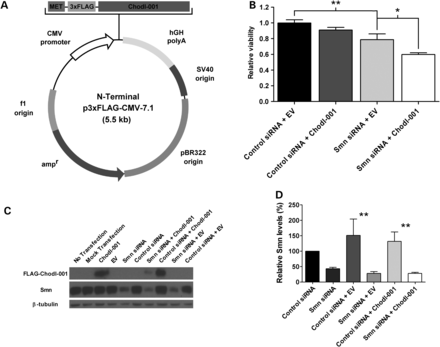 A
MET 3xFLAG Chodl-001
CMV
promoter
hGH
polyA
SV40
origin
N-Terminal
p3xFLAG-CMV-7.1
(5.5 kb)
f1
origin
pBR322
origin
ampr
B
Relative viability
1.2
1.0
0.8
0.6
0.4
0.2
0.0
**
*
Control siRNA + EV
Control siRNA + Chodl-001
Smn siRNA + EV
Smn siRNA + Chodl-001
C
No Transfection
Mock Transfection
Chodl-001
EV
Smn siRNA
Control siRNA
Smn siRNA + Chodl-001
Control siRNA + Chodl-001
Smn siRNA + EV
Control siRNA + EV
FLAG-Chodl-001
Smn
β-tubulin
D
Relative Smn levels (%)
250
200
150
100
50
0
**
**
Control siRNA
Smn siRNA
Control siRNA + EV
Smn siRNA + EV
Control siRNA + Chodl-001
Smn siRNA + Chodl-001